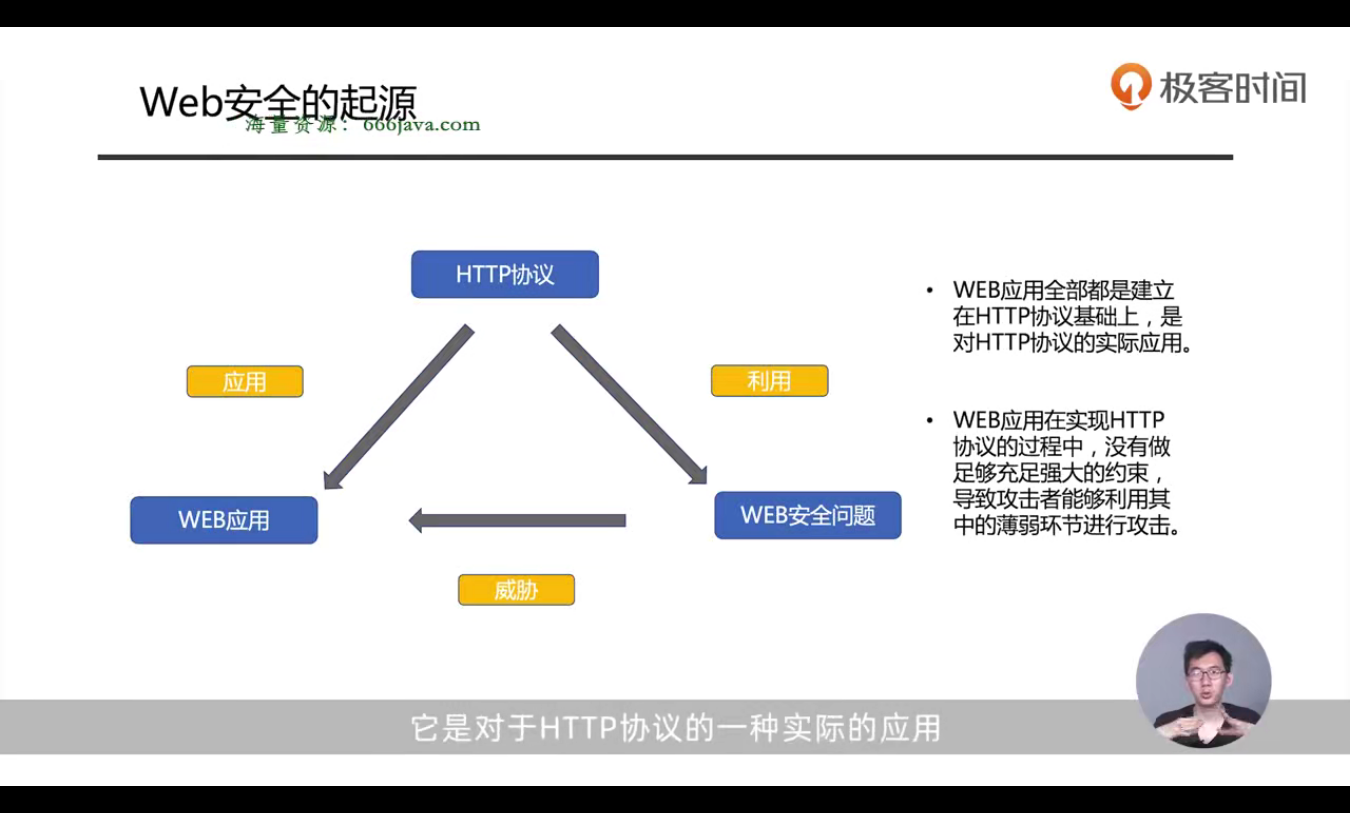 Web安全的起源
海量资源：666java.com
极客时间
HTTP协议
应用
利用
WEB应用
WEB安全问题
威胁
• WEB应用全部都是建立
在HTTP协议基础上，是
对HTTP协议的实际应用。
• WEB应用在实现HTTP
协议的过程中，没有做
足够充足强大的约束，
导致攻击者能够利用其
中的薄弱环节进行攻击。
它是对于HTTP协议的一种实际的应用